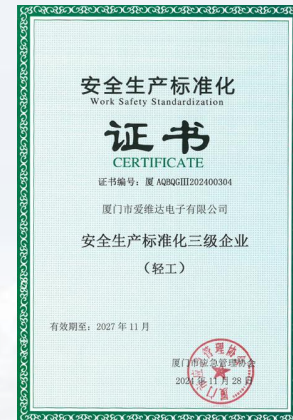 安全生产标准化
Work Safety Standardization
证书
CERTIFICATE
证书编号：厦 AQBQGⅢ202400304
厦门市爱维达电子有限公司
安全生产标准化三级企业
（轻工）
有效期至：2027 年 11 月
厦门市应急管理协会
2024 年 11 月 28 日